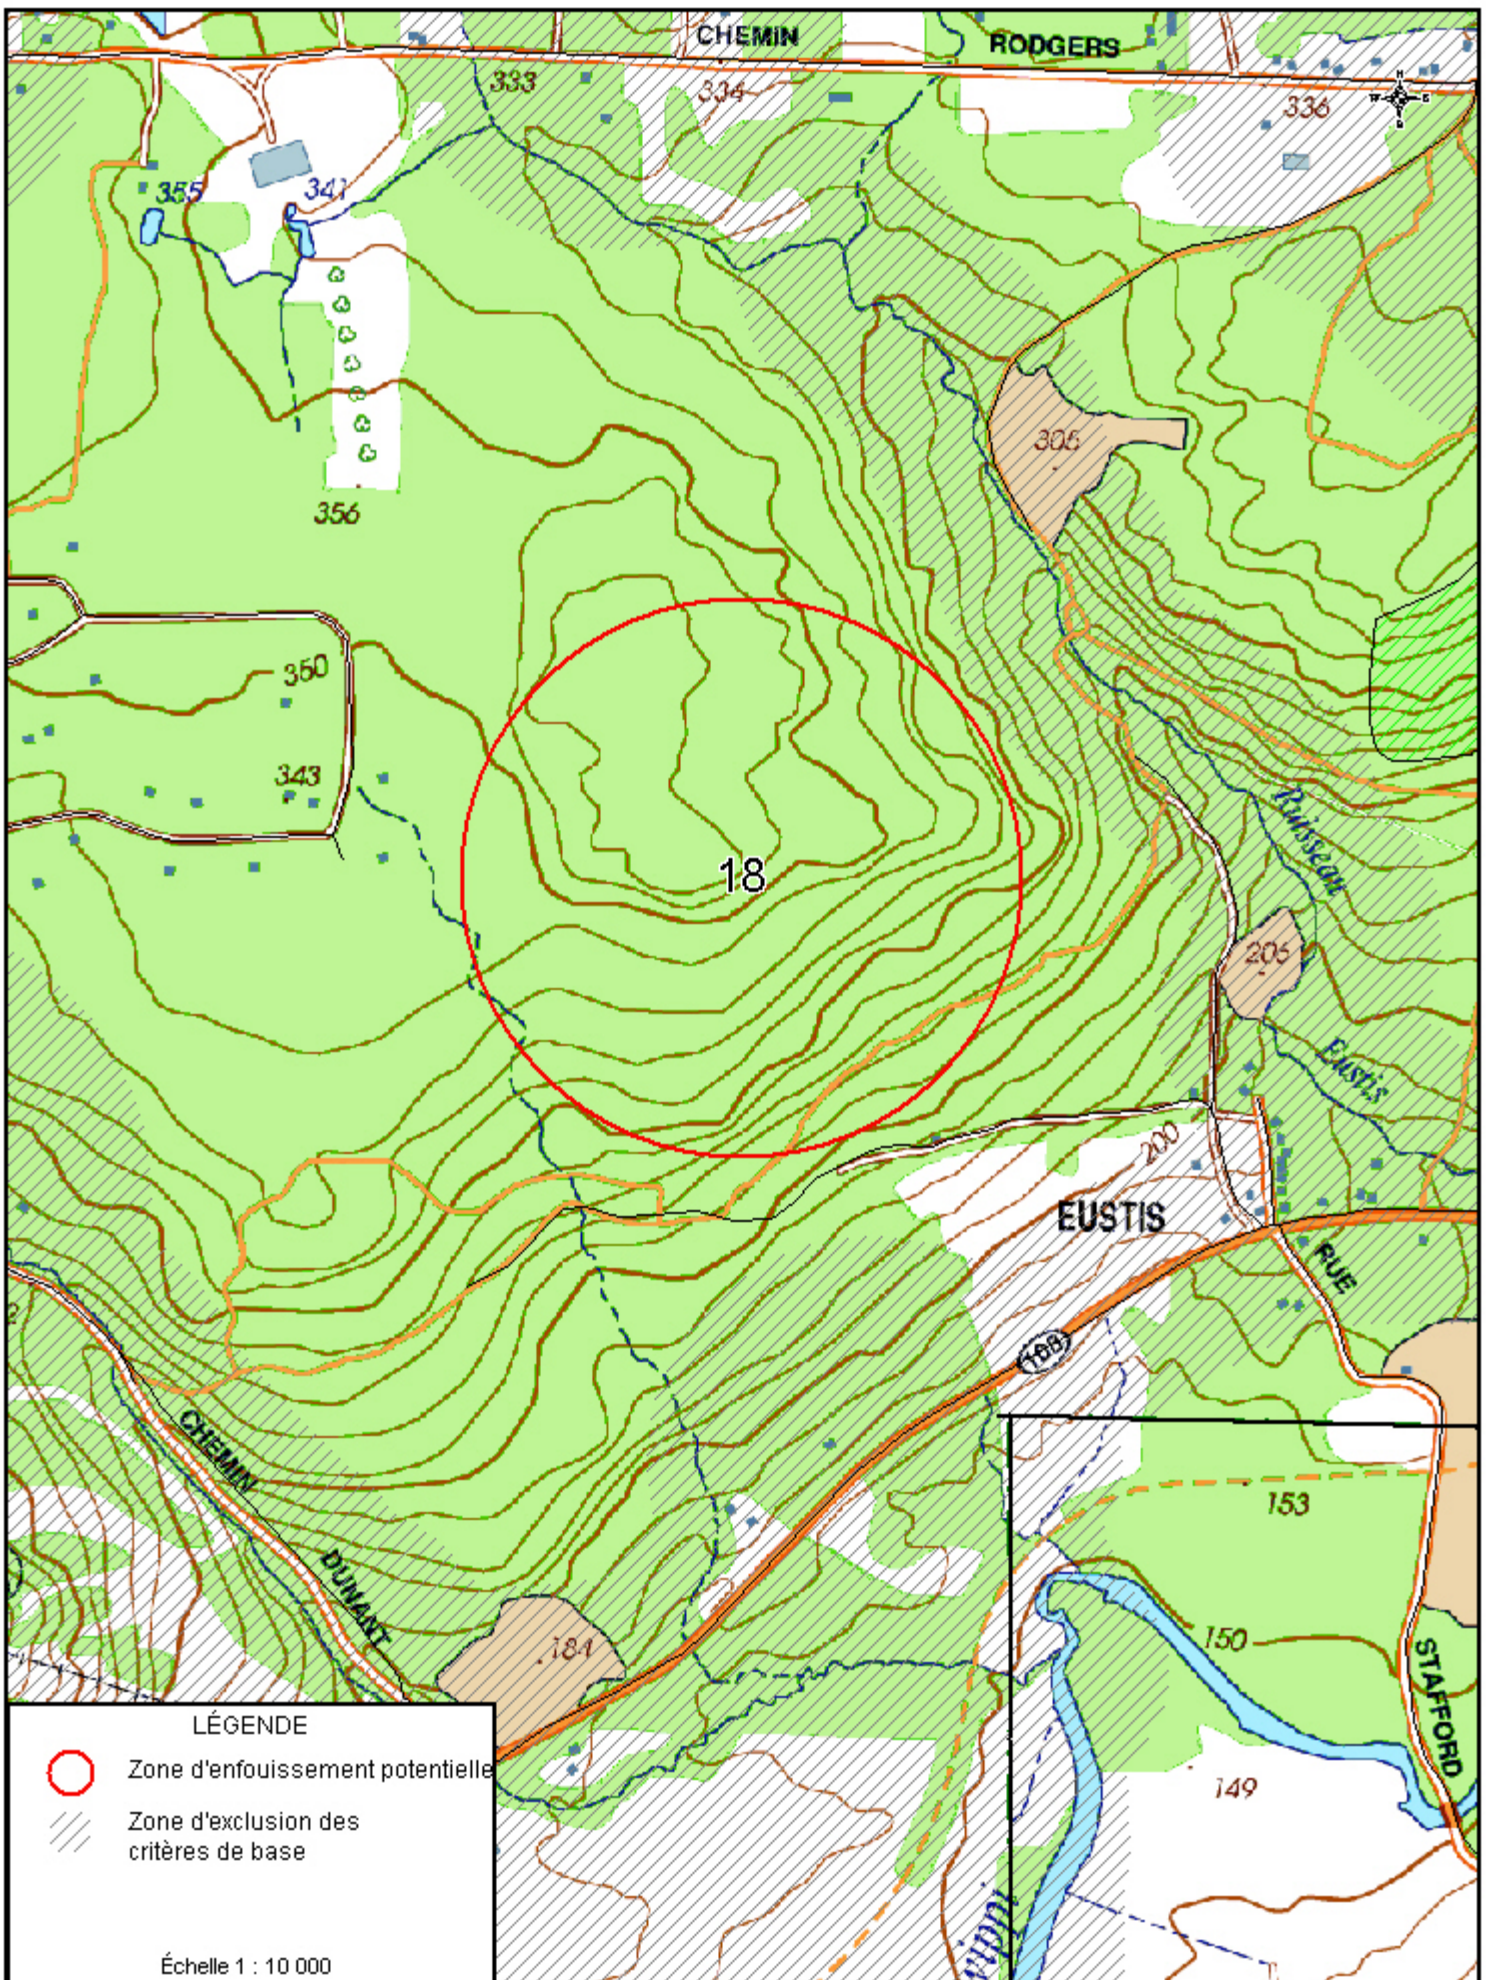 CHEMIN
RODGERS
333
334
336
N
W E
S
355
341
305
356
350
343
18
Ruisseau
205
Eustis
200
EUSTIS
RUE
108
CHEMIN
153
DUNANT
184
150
STAFFORD
149
LÉGENDE
Zone d'enfouissement potentielle
Zone d'exclusion des
critères de base
Échelle 1 : 10 000